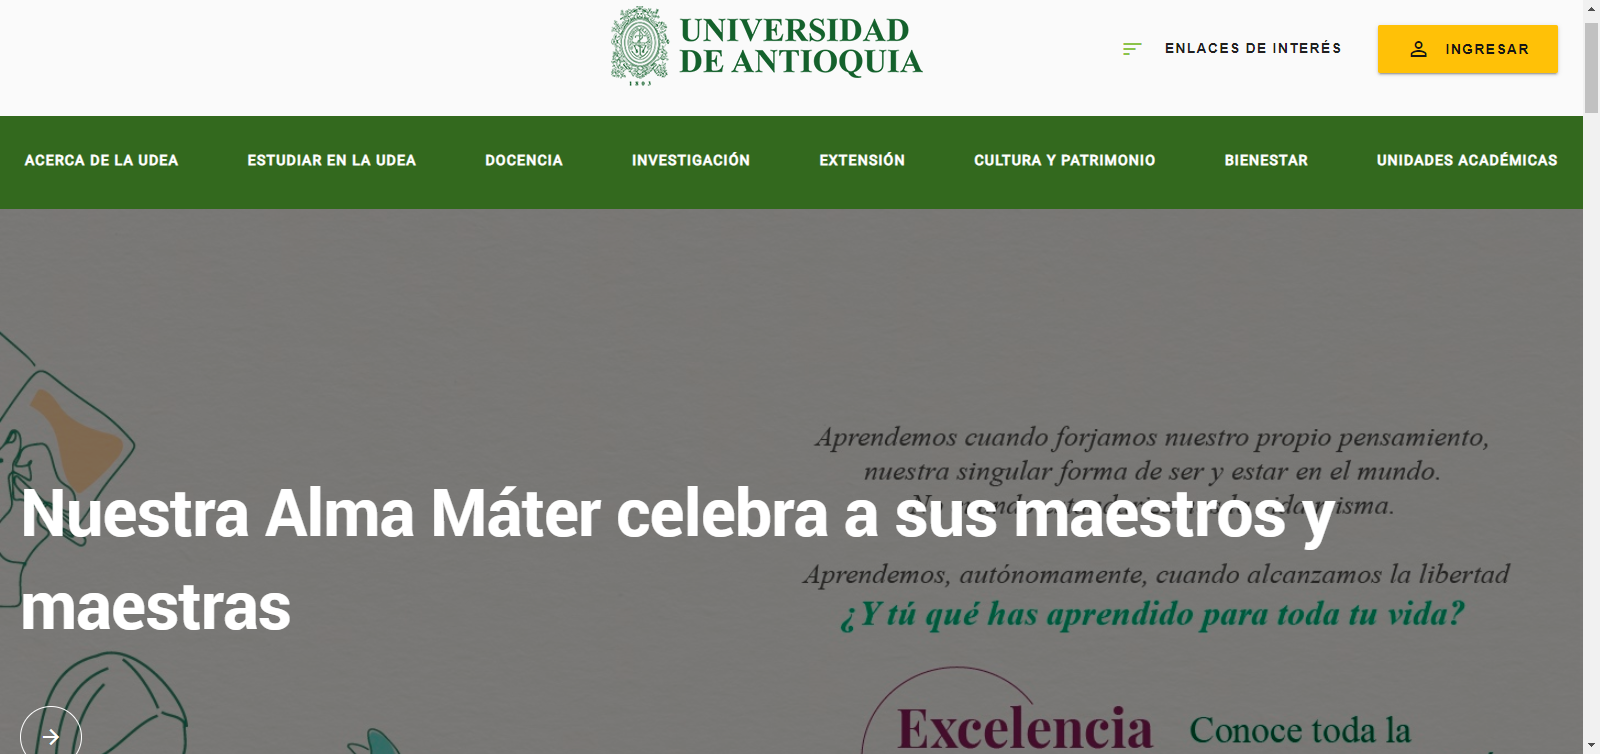 UNIVERSIDAD
DE ANTIOQUIA
1803
ENLACES DE INTERÉS
INGRESAR
ACERCA DE LA UDEA
ESTUDIAR EN LA UDEA
DOCENCIA
INVESTIGACIÓN
EXTENSIÓN
CULTURA Y PATRIMONIO
BIENESTAR
UNIDADES ACADÉMICAS
Aprendemos cuando forjamos nuestro propio pensamiento,
nuestra singular forma de ser y estar en el mundo.
Nuestra Alma Máter celebra a sus maestros y
maestras
Aprendemos, autónomamente, cuando alcanzamos la libertad
¿Y tú qué has aprendido para toda tu vida?
Excelencia
Conoce toda la